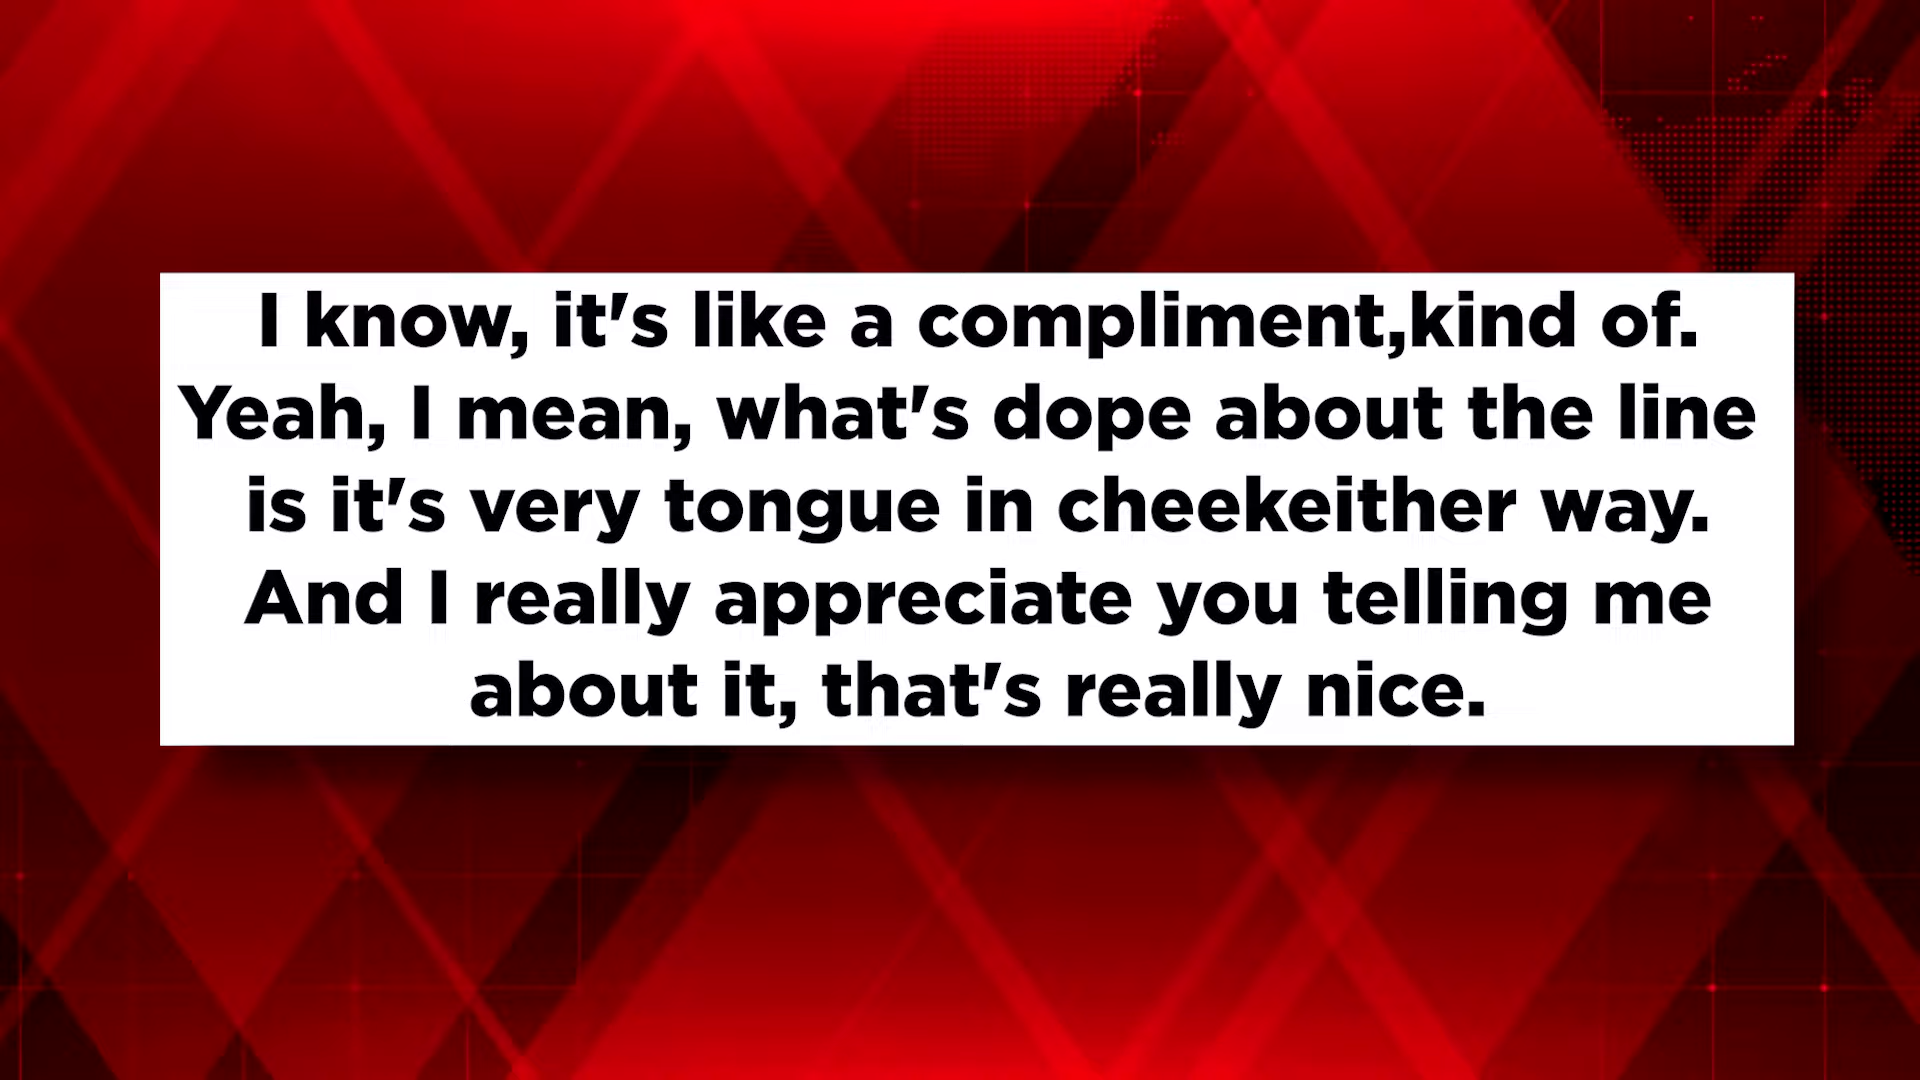 I know, it's like a compliment,kind of.
Yeah, I mean, what's dope about the line
is it's very tongue in cheekeither way.
And I really appreciate you telling me
about it, that's really nice.